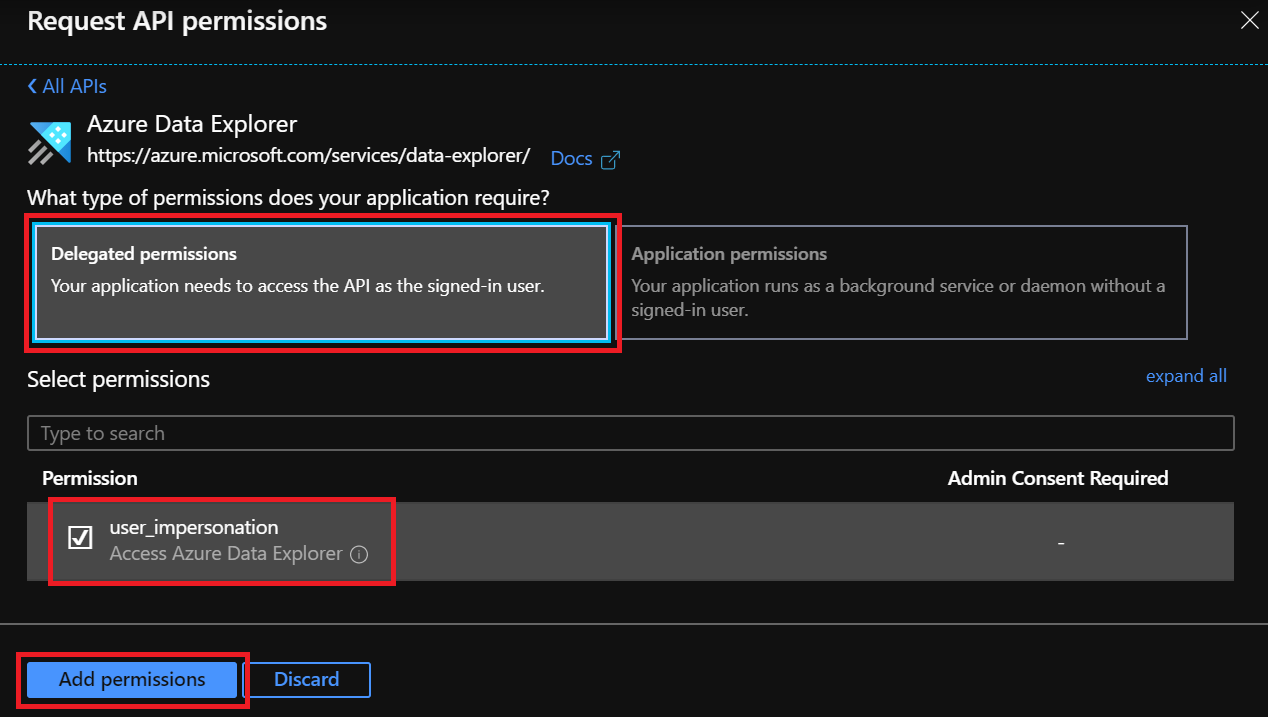 Request API permissions
All APIs
Azure Data Explorer
https://azure.microsoft.com/services/data-explorer/ Docs
What type of permissions does your application require?
Delegated permissions
Your application needs to access the API as the signed-in user.
Application permissions
Your application runs as a background service or daemon without a
signed-in user.
Select permissions
expand all
Type to search
Permission
Admin Consent Required
user_impersonation
Access Azure Data Explorer
-
Add permissions
Discard